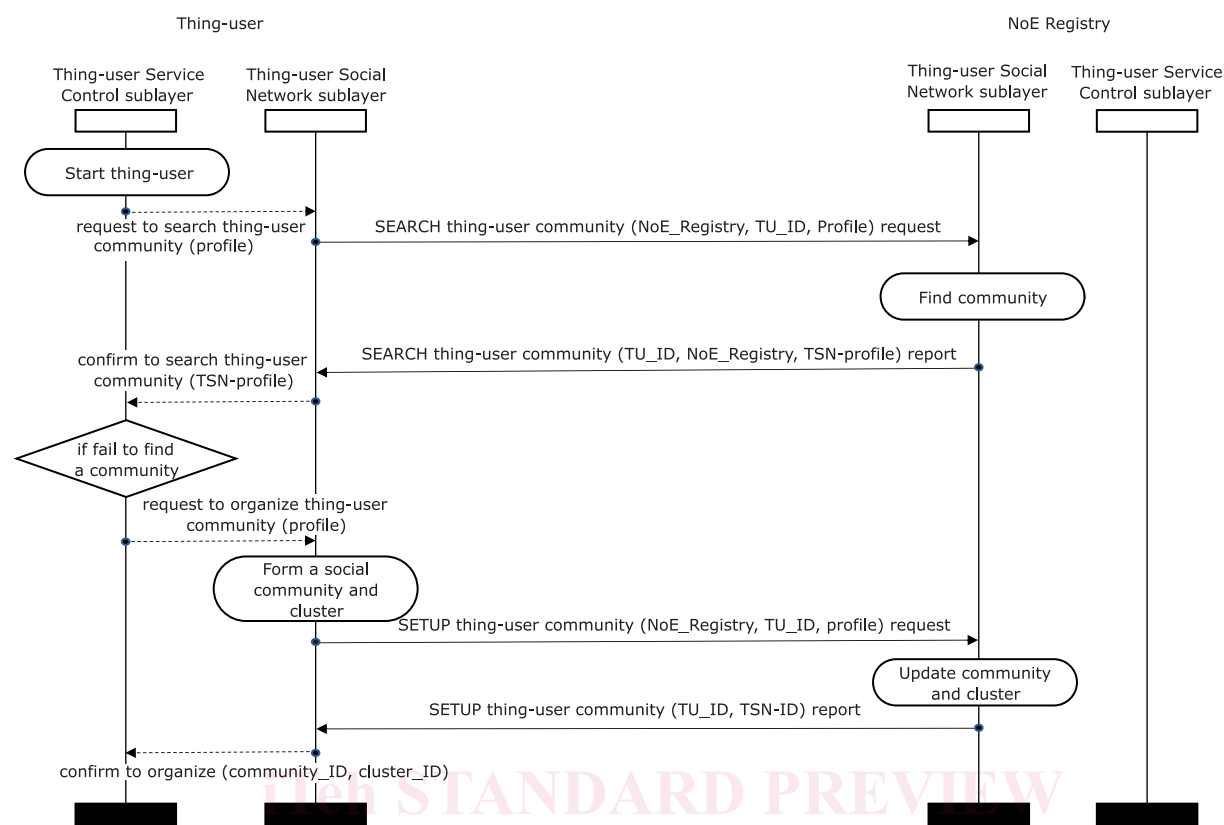 Thing-user
NoE Registry
Thing-user Service
Control sublayer
Thing-user Social
Network sublayer
Thing-user Social
Network sublayer
Thing-user Service
Control sublayer
Start thing-user
request to search thing-user
community (profile)
SEARCH thing-user community (NoE_Registry, TU_ID, Profile) request
Find community
SEARCH thing-user community (TU_ID, NoE_Registry, TSN-profile) report
confirm to search thing-user
community (TSN-profile)
if fail to find
a community
request to organize thing-user
community (profile)
Form a social
community and
cluster
SETUP thing-user community (NoE_Registry, TU_ID, profile) request
Update community
and cluster
SETUP thing-user community (TU_ID, TSN-ID) report
confirm to organize (community_ID, cluster_ID)
iTeh STANDARD PREVIEW